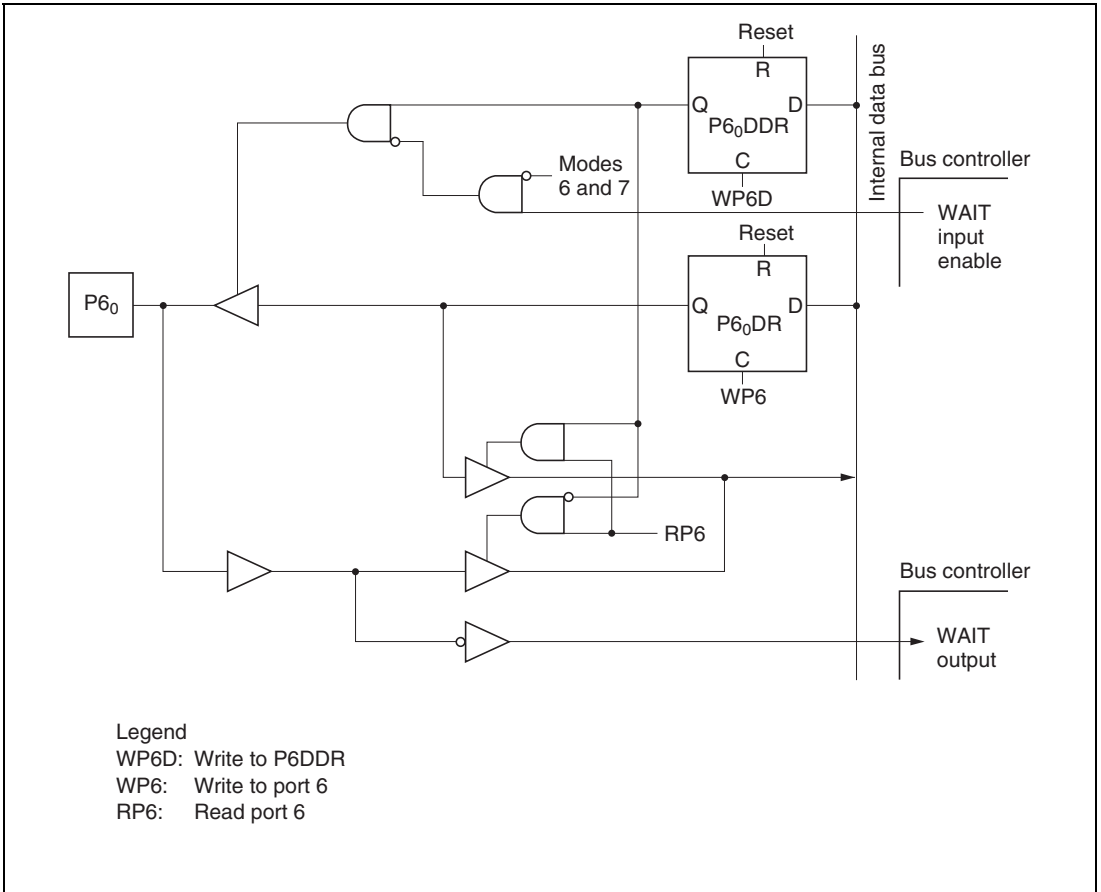 Reset
R
Q
D
P6₀DDR
C
WP6D
Internal data bus
Modes
6 and 7
Bus controller
WAIT
input
enable
Reset
R
Q
D
P6₀DR
C
WP6
P6₀
RP6
Bus controller
WAIT
output
Legend
WP6D: Write to P6DDR
WP6: Write to port 6
RP6: Read port 6